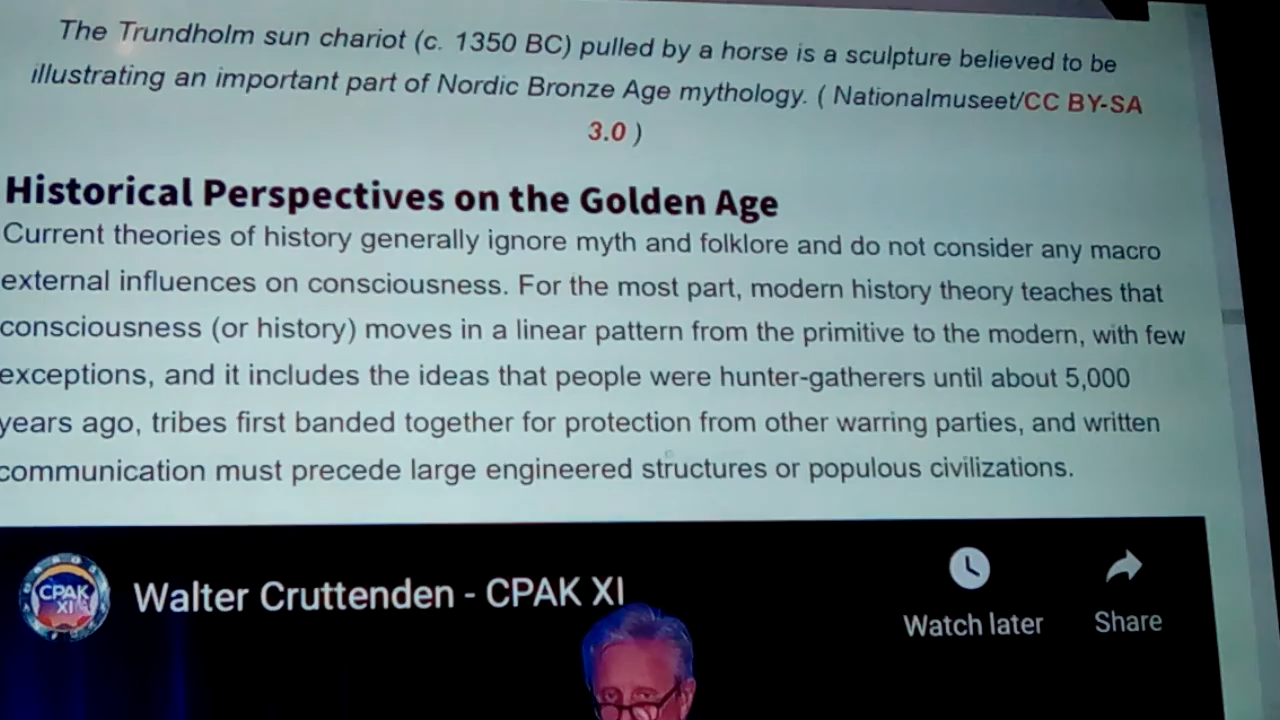 The Trundholm sun chariot (c. 1350 BC) pulled by a horse is a sculpture believed to be
illustrating an important part of Nordic Bronze Age mythology. ( Nationalmuseet/CC BY-SA
3.0 )
Historical Perspectives on the Golden Age
Current theories of history generally ignore myth and folklore and do not consider any macro
external influences on consciousness. For the most part, modern history theory teaches that
consciousness (or history) moves in a linear pattern from the primitive to the modern, with few
exceptions, and it includes the ideas that people were hunter-gatherers until about 5,000
years ago, tribes first banded together for protection from other warring parties, and written
communication must precede large engineered structures or populous civilizations.
CPAK
XI
Walter Cruttenden - CPAK XI
Watch later
Share